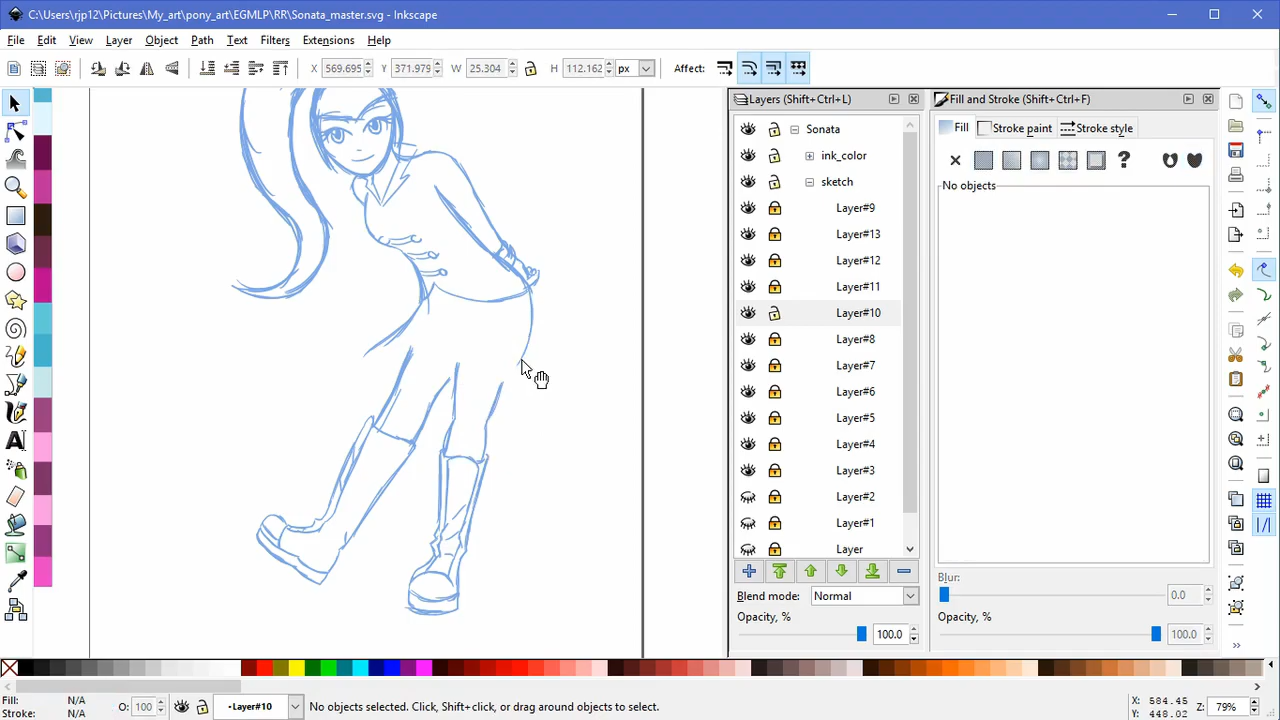 C:\Users\rjp12\Pictures\My_art\pony_art\EGMLP\RR\Sonata_master.svg - Inkscape
File Edit View Layer Object Path Text Filters Extensions Help
X 569.695 Y 371.979 W 25.304 H 112.162 px Affect:
Layers (Shift+Ctrl+L)
Fill and Stroke (Shift+Ctrl+F)
Sonata
Fill Stroke paint Stroke style
ink_color
sketch
No objects
Layer#9
Layer#13
Layer#12
Layer#11
Layer#10
Layer#8
Layer#7
Layer#6
Layer#5
Layer#4
Layer#3
Layer#2
Layer#1
Layer
Blend mode: Normal
Opacity, %
100.0
Blur:
0.0
Opacity, %
100.0
Fill: N/A
Stroke: N/A
O: 100
-Layer#10
No objects selected. Click, Shift+click, or drag around objects to select.
X: 584.45
Y: 448.02
Z: 79%